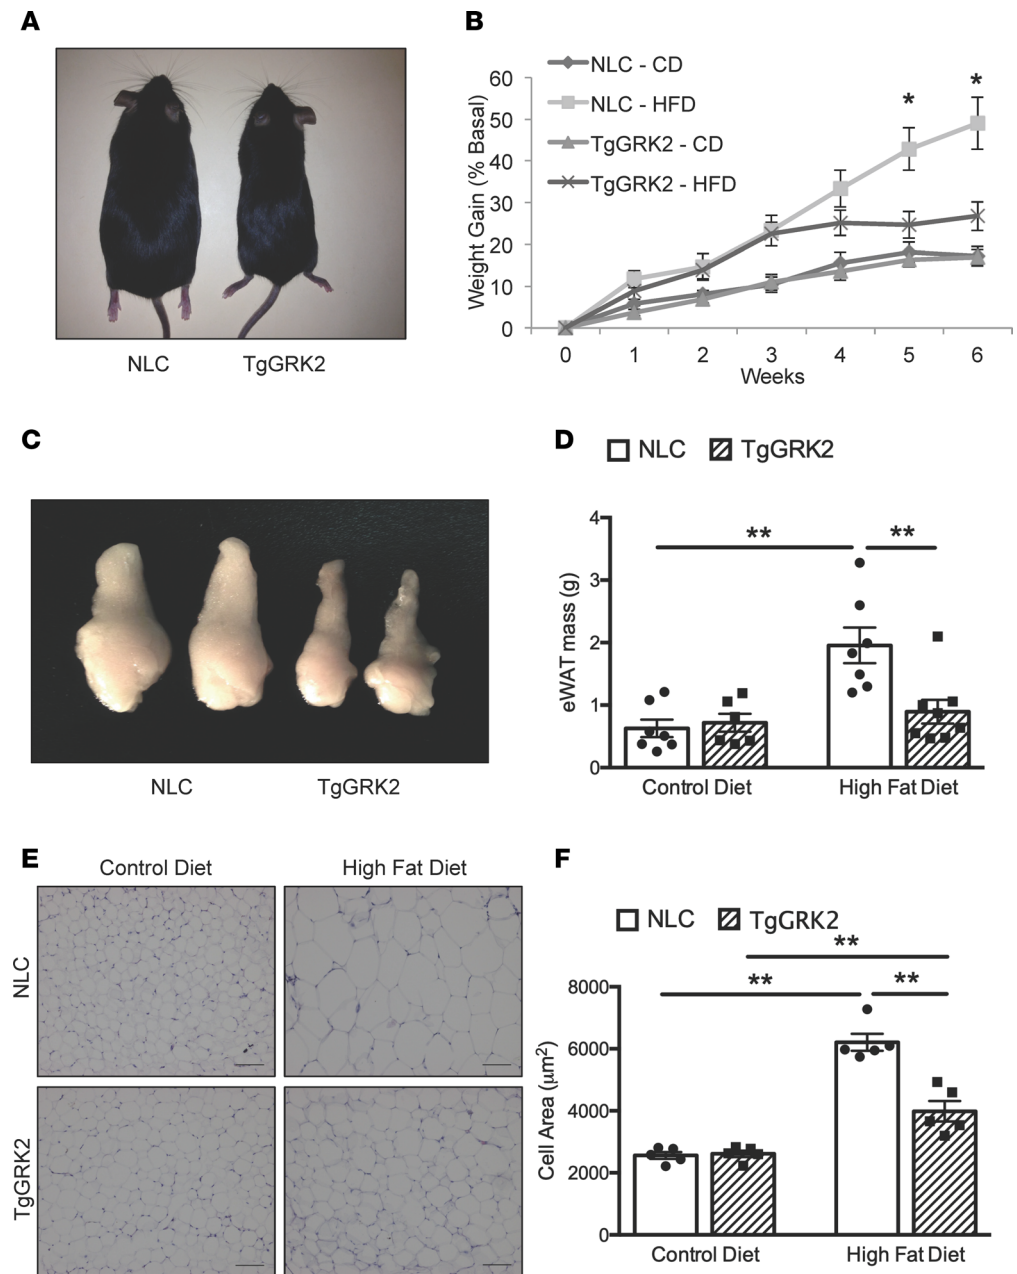 A
NLC TgGRK2
B
NLC - CD
NLC - HFD
TgGRK2 - CD
TgGRK2 - HFD
* *
Weight Gain (% Basal)
60
50
40
30
20
10
0
0 1 2 3 4 5 6
Weeks
C
NLC TgGRK2
D
NLC TgGRK2
** **
eWAT mass (g)
4
3
2
1
0
Control Diet High Fat Diet
E
Control Diet High Fat Diet
NLC
TgGRK2
F
NLC TgGRK2
**
** **
Cell Area (μm2)
8000
6000
4000
2000
0
Control Diet High Fat Diet